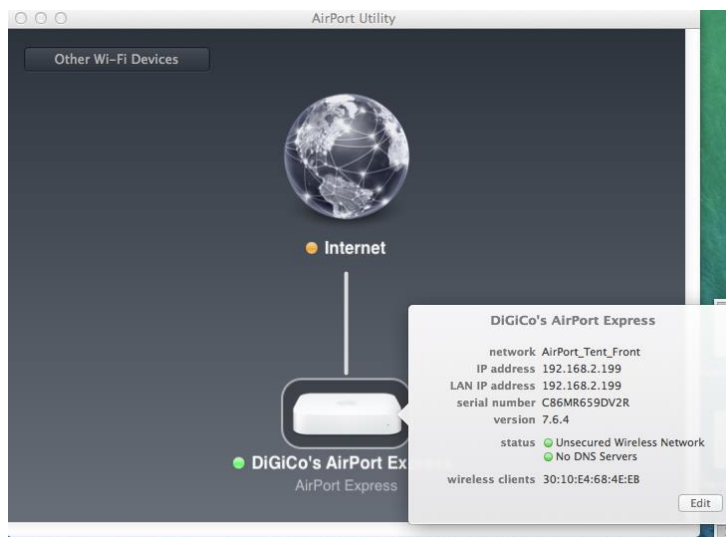 AirPort Utility
Other Wi-Fi Devices
Internet
DiGiCo's AirPort Express
network AirPort_Tent_Front
IP address 192.168.2.199
LAN IP address 192.168.2.199
serial number C86MR659DV2R
version 7.6.4
status Unsecured Wireless Network
No DNS Servers
wireless clients 30:10:E4:68:4E:EB
Edit
DiGiCo's AirPort Express
AirPort Express